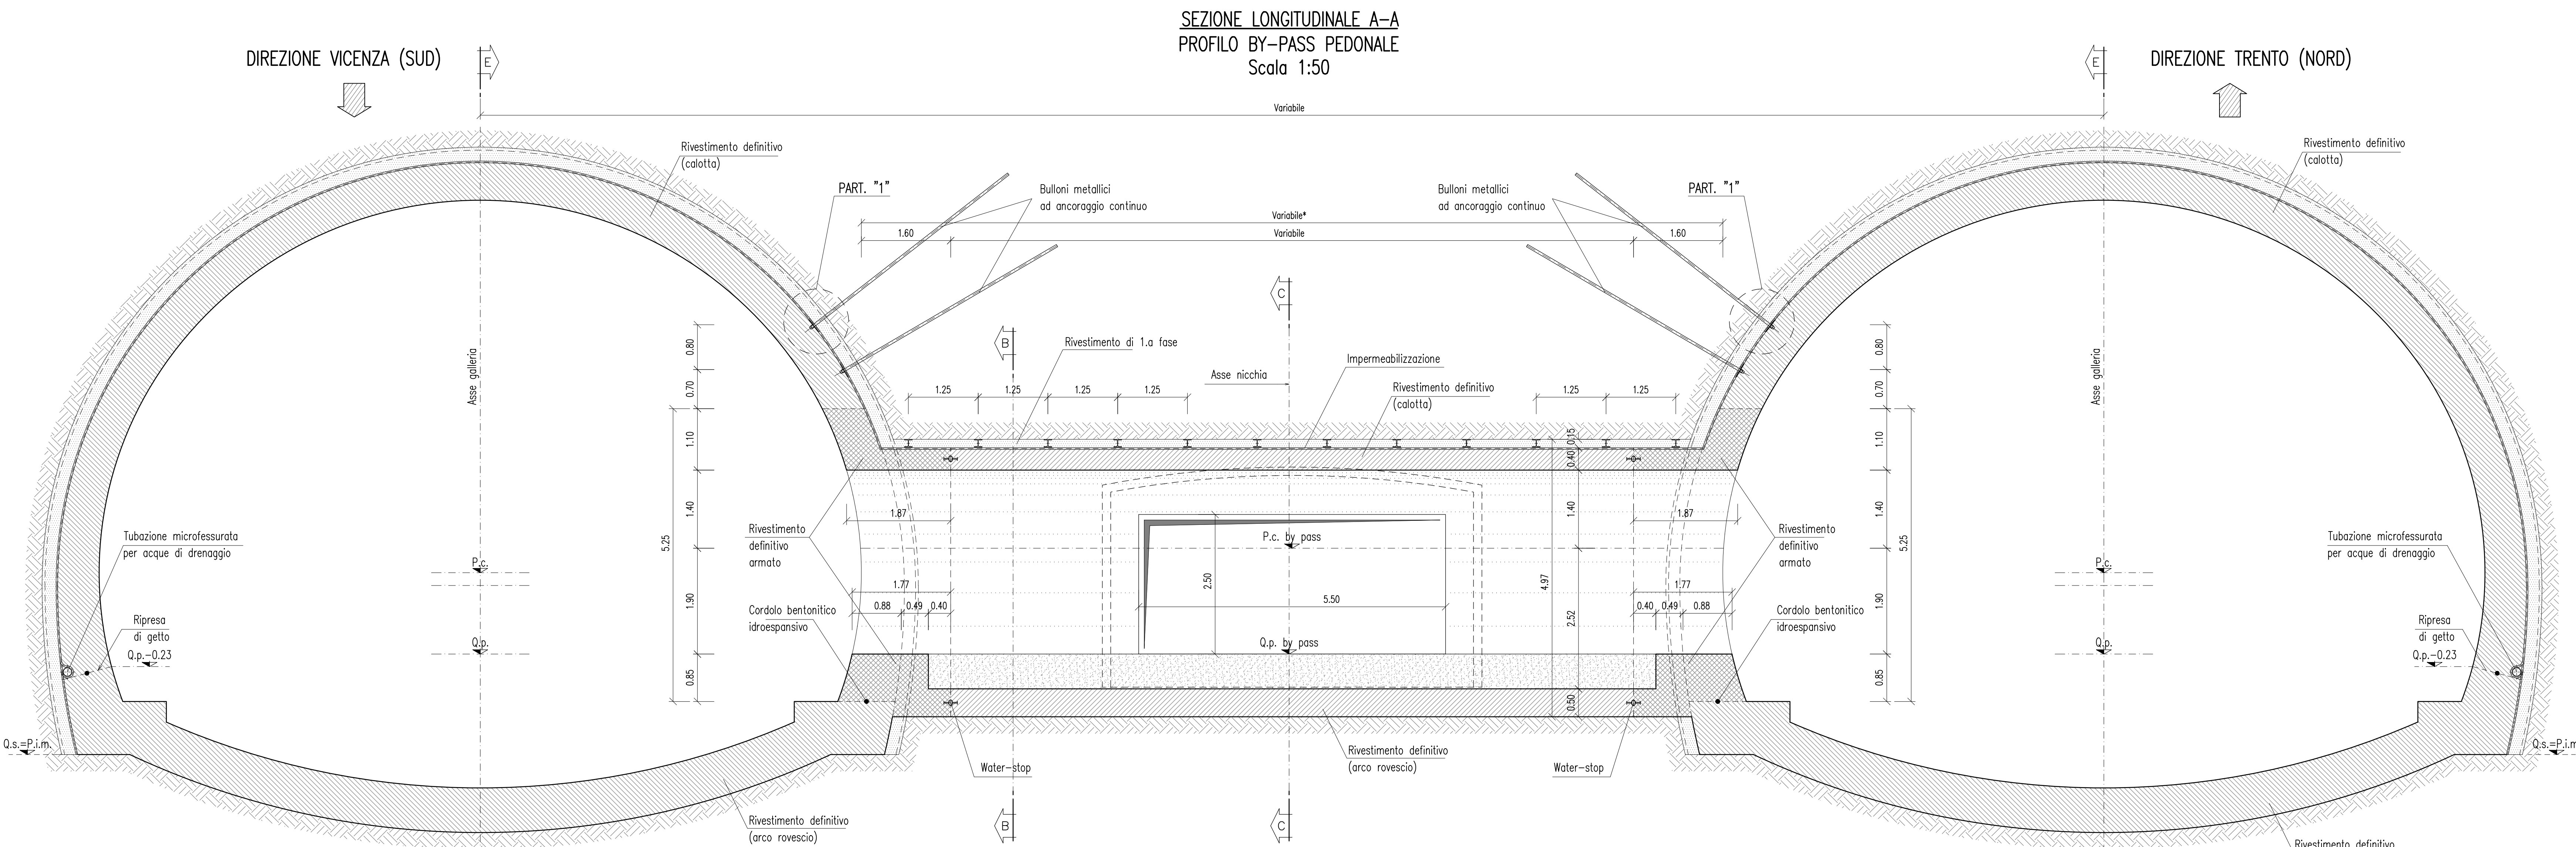 SEZIONE LONGITUDINALE A-A
PROFILO BY-PASS PEDONALE
Scala 1:50
DIREZIONE VICENZA (SUD)
E
E
DIREZIONE TRENTO (NORD)
Variabile
Rivestimento definitivo
(calotta)
Rivestimento definitivo
(calotta)
PART. "1"
Bulloni metallici
ad ancoraggio continuo
Bulloni metallici
ad ancoraggio continuo
PART. "1"
Variabile*
1.60
Variabile
1.60
C
B
Rivestimento di 1.a fase
Impermeabilizzazione
Asse nicchia
Rivestimento definitivo
(calotta)
1.25
1.25
1.25
1.25
1.25
1.25
Asse galleria
Asse galleria
0.80
0.70
1.10
1.40
1.90
0.85
5.25
0.80
0.70
1.10
1.40
1.90
0.85
5.25
0.15
0.40
1.40
2.52
0.50
4.97
1.87
1.87
Rivestimento
definitivo
armato
Rivestimento
definitivo
armato
Tubazione microfessurata
per acque di drenaggio
Tubazione microfessurata
per acque di drenaggio
P.c.
P.c. by pass
P.c.
2.50
5.50
1.77
0.88
0.49
0.40
1.77
0.40
0.49
0.88
Cordolo bentonitico
idroespansivo
Cordolo bentonitico
idroespansivo
Ripresa
di getto
Q.p.-0.23
Ripresa
di getto
Q.p.-0.23
Q.p.
Q.p. by pass
Q.p.
Q.s.=P.i.m.
Q.s.=P.i.m
Water-stop
Rivestimento definitivo
(arco rovescio)
Water-stop
Rivestimento definitivo
(arco rovescio)
B
C
Rivestimento definitivo